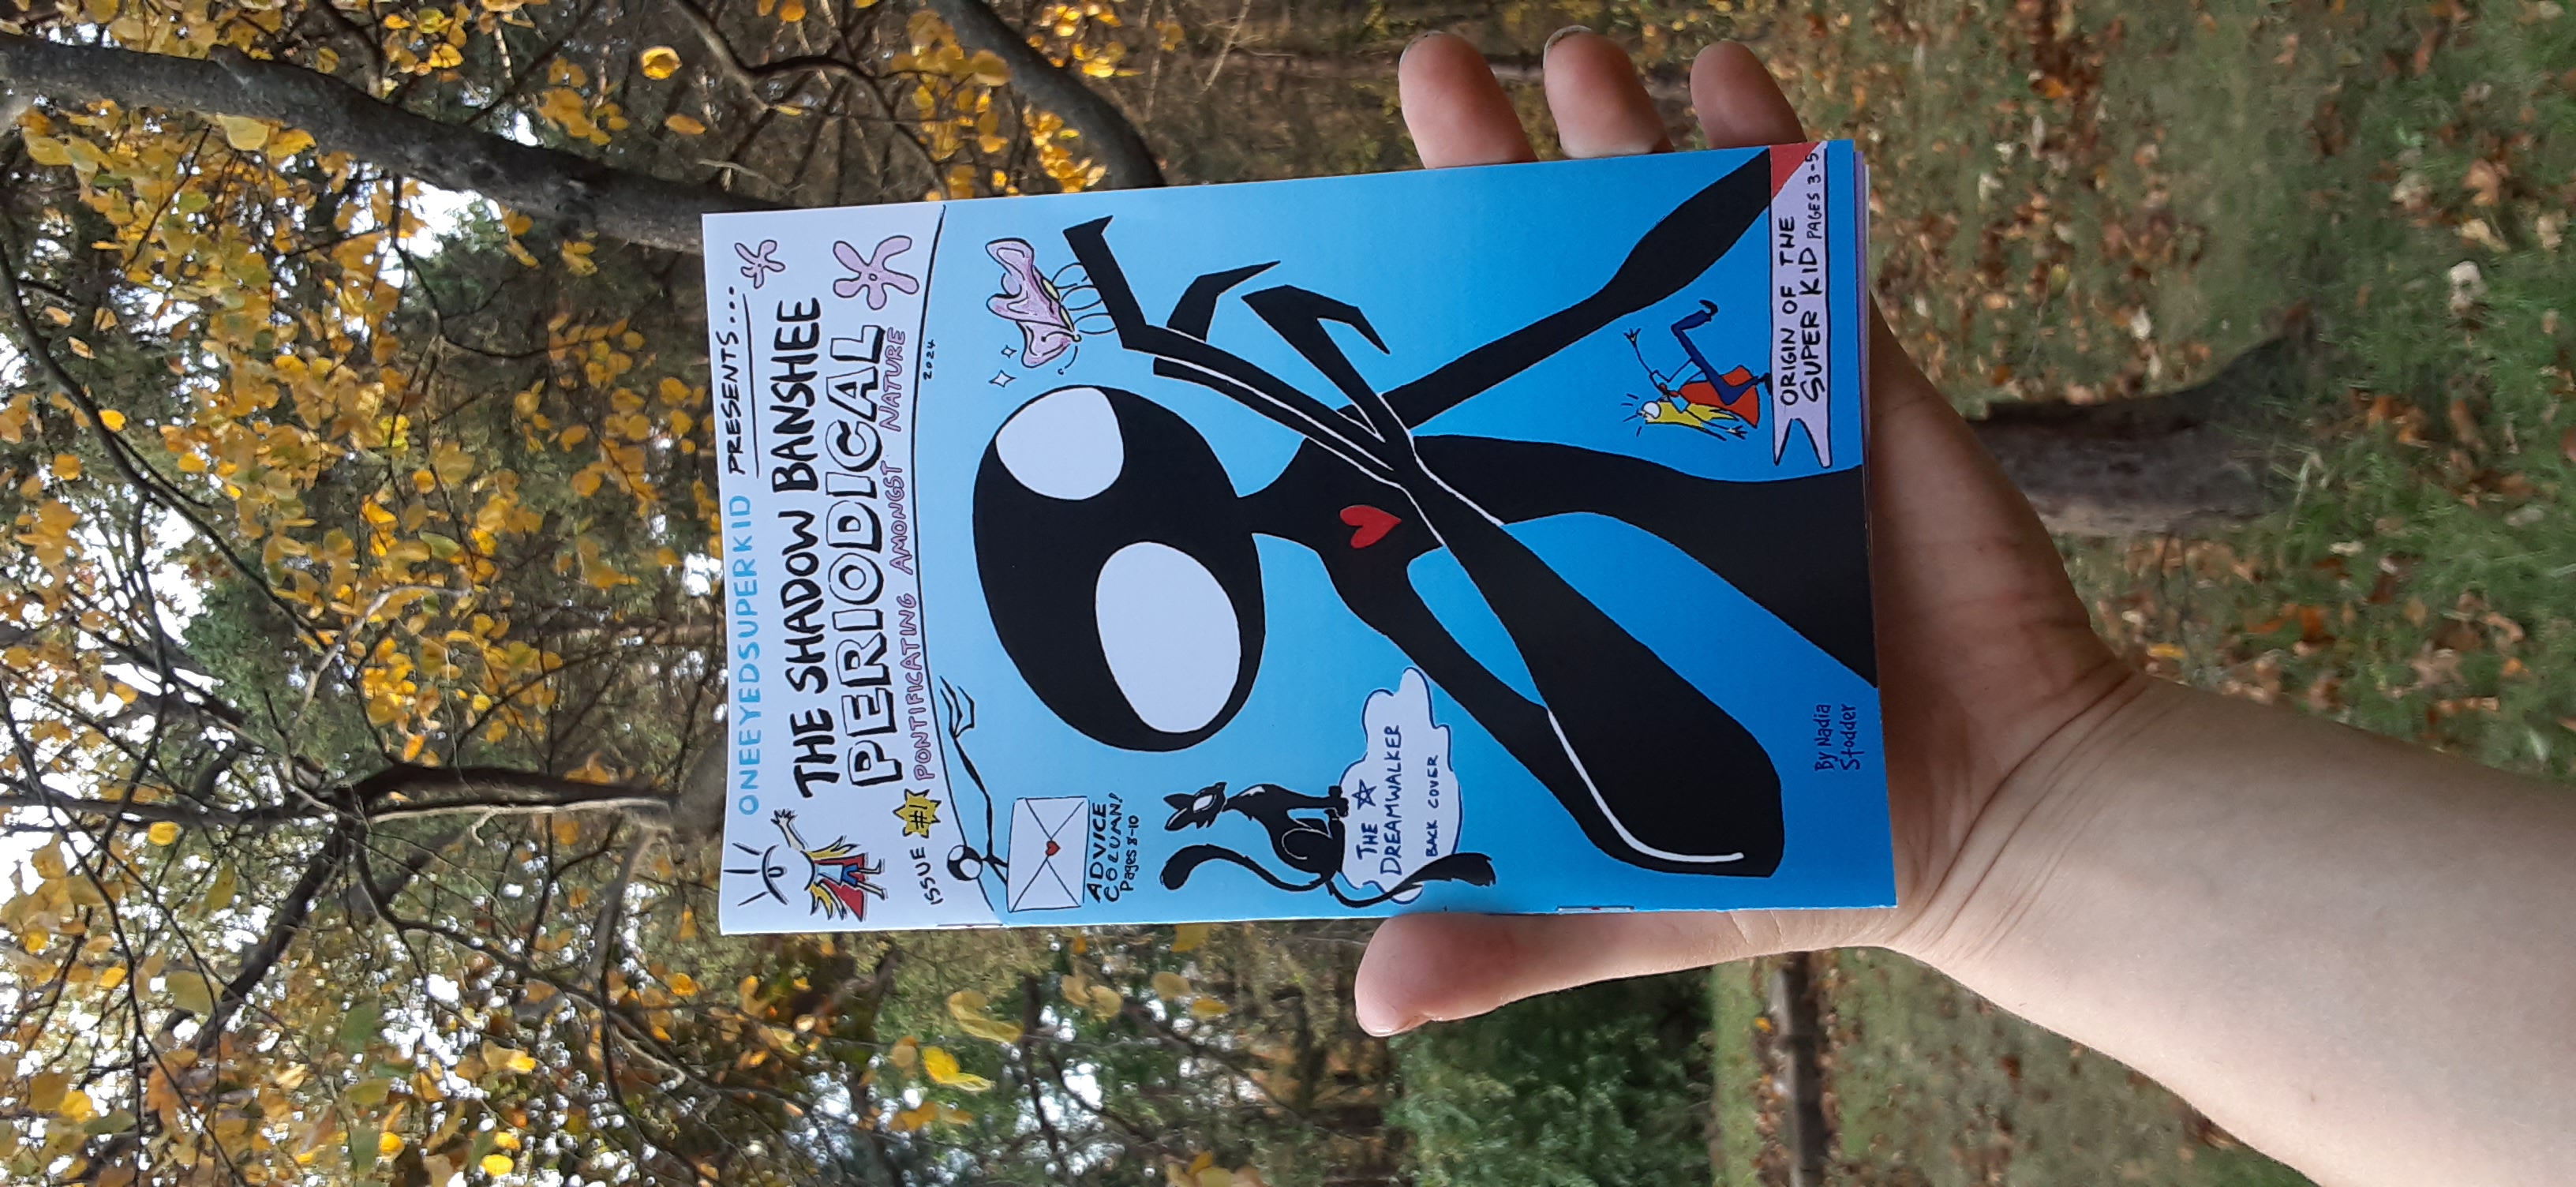 ONEEYEDSUPERKID PRESENTS...
THE SHADOW BANSHEE
PERIODICAL
ISSUE #1 PONTIFICATING AMONGST NATURE
2024
ADVICE
COLUMN!
Pages 8-10
THE
DREAMWALKER
BACK COVER
ORIGIN OF THE
SUPER KID PAGES 3-5
By Nadia
Stodder